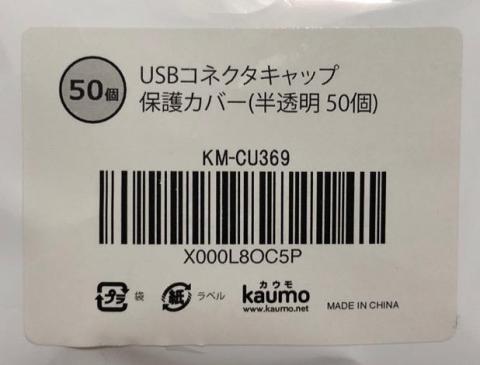 50個
USBコネクタキャップ
保護カバー(半透明 50個)
KM-CU369
X000L8OC5P
プラ 袋
紙 ラベル
カウモ
kaumo
www.kaumo.net
MADE IN CHINA